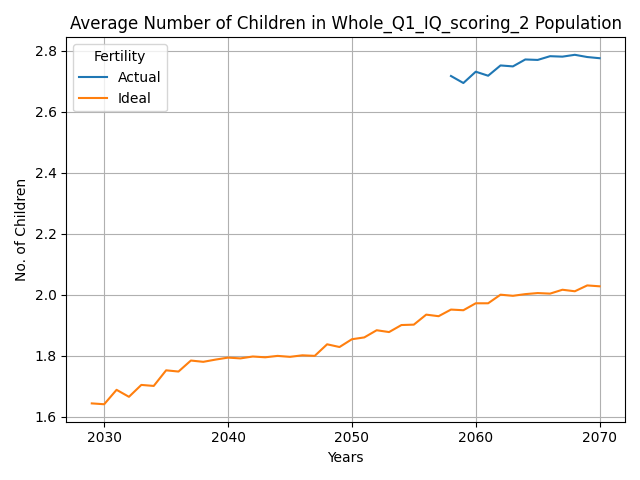 Average Number of Children in Whole_Q1_IQ_scoring_2 Population
Fertility
Actual
Ideal
No. of Children
2.8
2.6
2.4
2.2
2.0
1.8
1.6
2030 2040 2050 2060 2070
Years